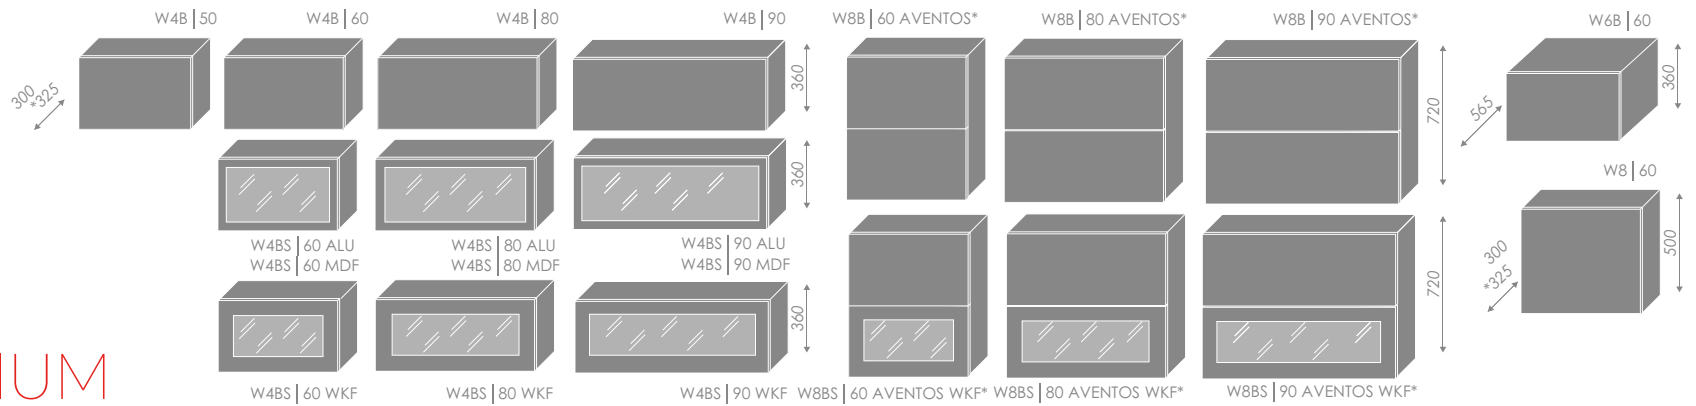 W4B | 50
W4B | 60
W4B | 80
W4B | 90
W8B | 60 AVENTOS*
W8B | 80 AVENTOS*
W8B | 90 AVENTOS*
W6B | 60
300
*325
360
720
565
360
360
W8 | 60
W4BS | 60 ALU
W4BS | 60 MDF
W4BS | 80 ALU
W4BS | 80 MDF
W4BS | 90 ALU
W4BS | 90 MDF
300
*325
500
360
720
IUM
W4BS | 60 WKF
W4BS | 80 WKF
W4BS | 90 WKF
W8BS | 60 AVENTOS WKF*
W8BS | 80 AVENTOS WKF*
W8BS | 90 AVENTOS WKF*